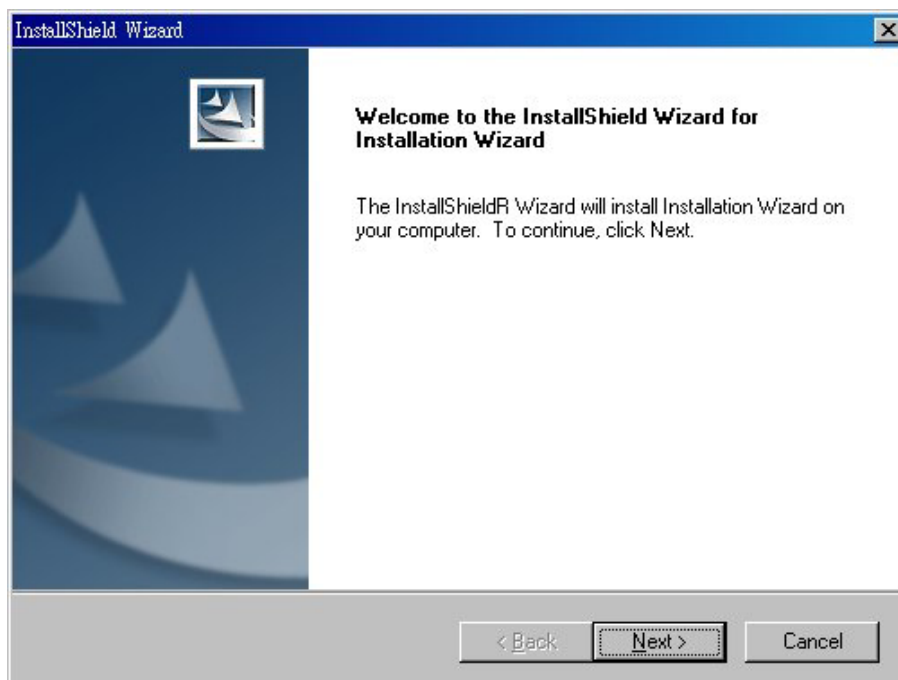 InstallShield Wizard
Welcome to the InstallShield Wizard for
Installation Wizard
The InstallShieldR Wizard will install Installation Wizard on
your computer.  To continue, click Next.
< Back
Next >
Cancel